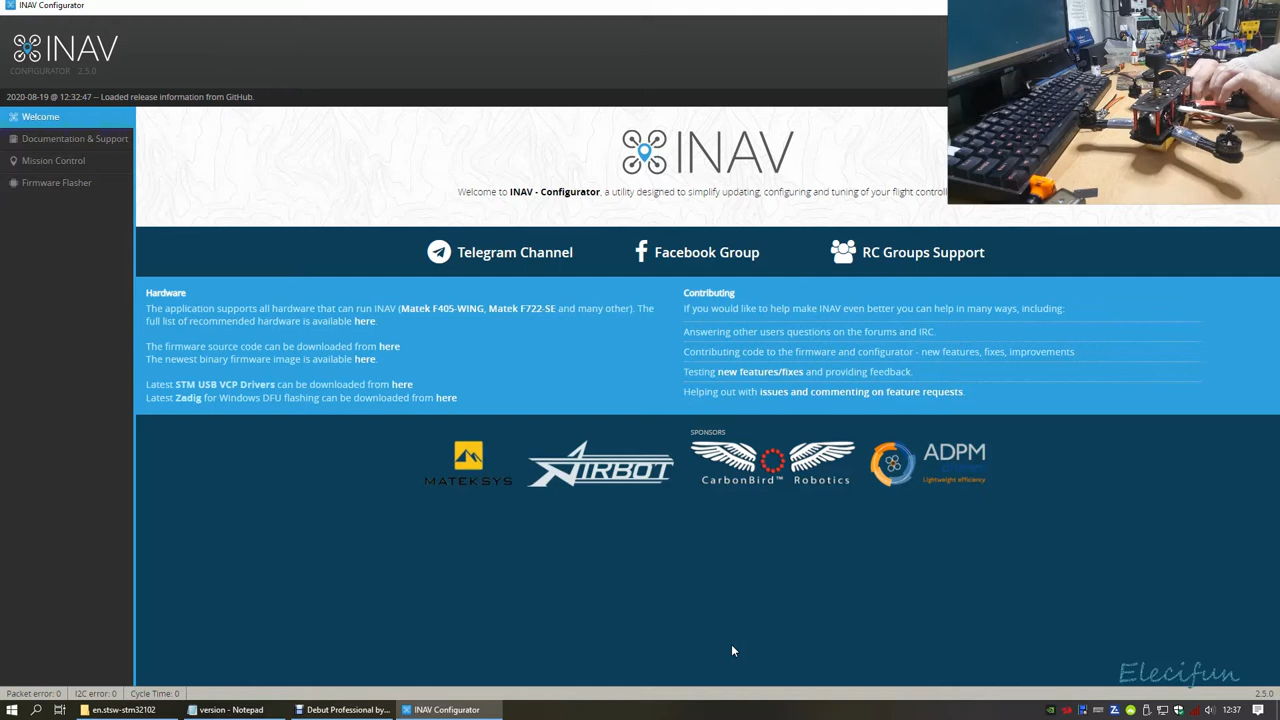 INAV Configurator
INAV
CONFIGURATOR 2.5.0
2020-08-19 @ 12:32:47 -- Loaded release information from GitHub.
Welcome
Documentation & Support
Mission Control
Firmware Flasher
INAV
Welcome to INAV - Configurator, a utility designed to simplify updating, configuring and tuning of your flight controll
Telegram Channel
Facebook Group
RC Groups Support
Hardware
The application supports all hardware that can run INAV (Matek F405-WING, Matek F722-SE and many other). The
full list of recommended hardware is available here.
The firmware source code can be downloaded from here
The newest binary firmware image is available here.
Latest STM USB VCP Drivers can be downloaded from here
Latest Zadig for Windows DFU flashing can be downloaded from here
Contributing
If you would like to help make INAV even better you can help in many ways, including:
Answering other users questions on the forums and IRC.
Contributing code to the firmware and configurator - new features, fixes, improvements
Testing new features/fixes and providing feedback.
Helping out with issues and commenting on feature requests.
SPONSORS
MATEKSYS
AIRBOT
CarbonBird™ Robotics
ADPM
Lightweight efficiency
Elecifun
Packet error: 0
I2C error: 0
Cycle Time: 0
2.5.0
en.stsw-stm32102
version - Notepad
Debut Professional by...
INAV Configurator
12:37